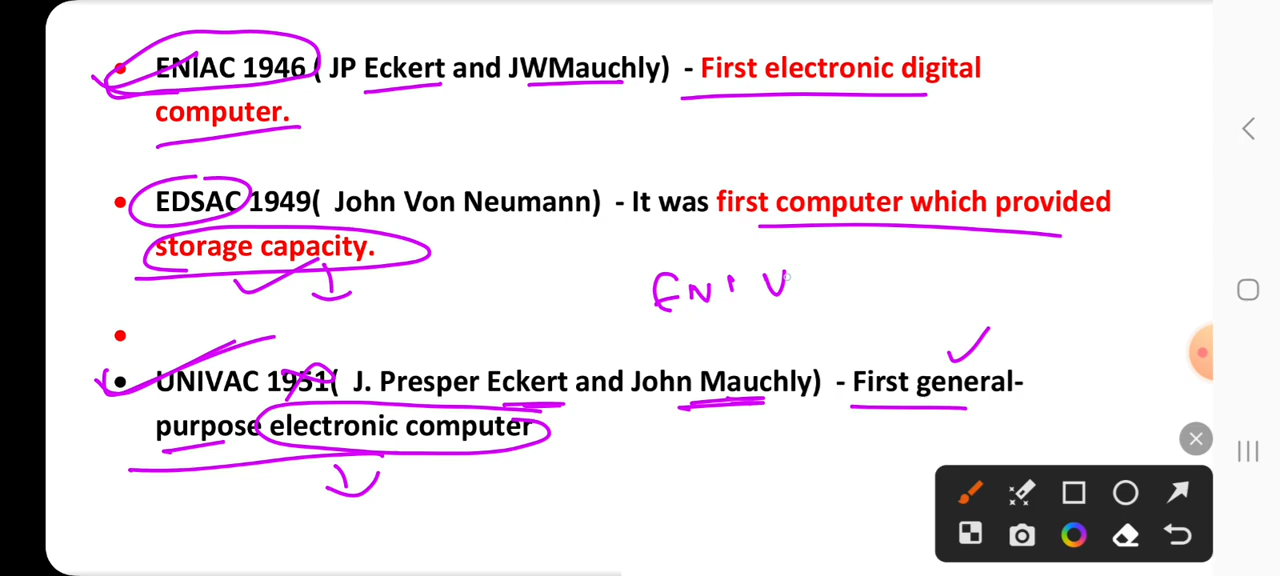 • ENIAC 1946 ( JP Eckert and JWMauchly) - First electronic digital
computer.
• EDSAC 1949( John Von Neumann) - It was first computer which provided
storage capacity.
ENIV
•
• UNIVAC 1951( J. Presper Eckert and John Mauchly) - First general-
purpose electronic computer